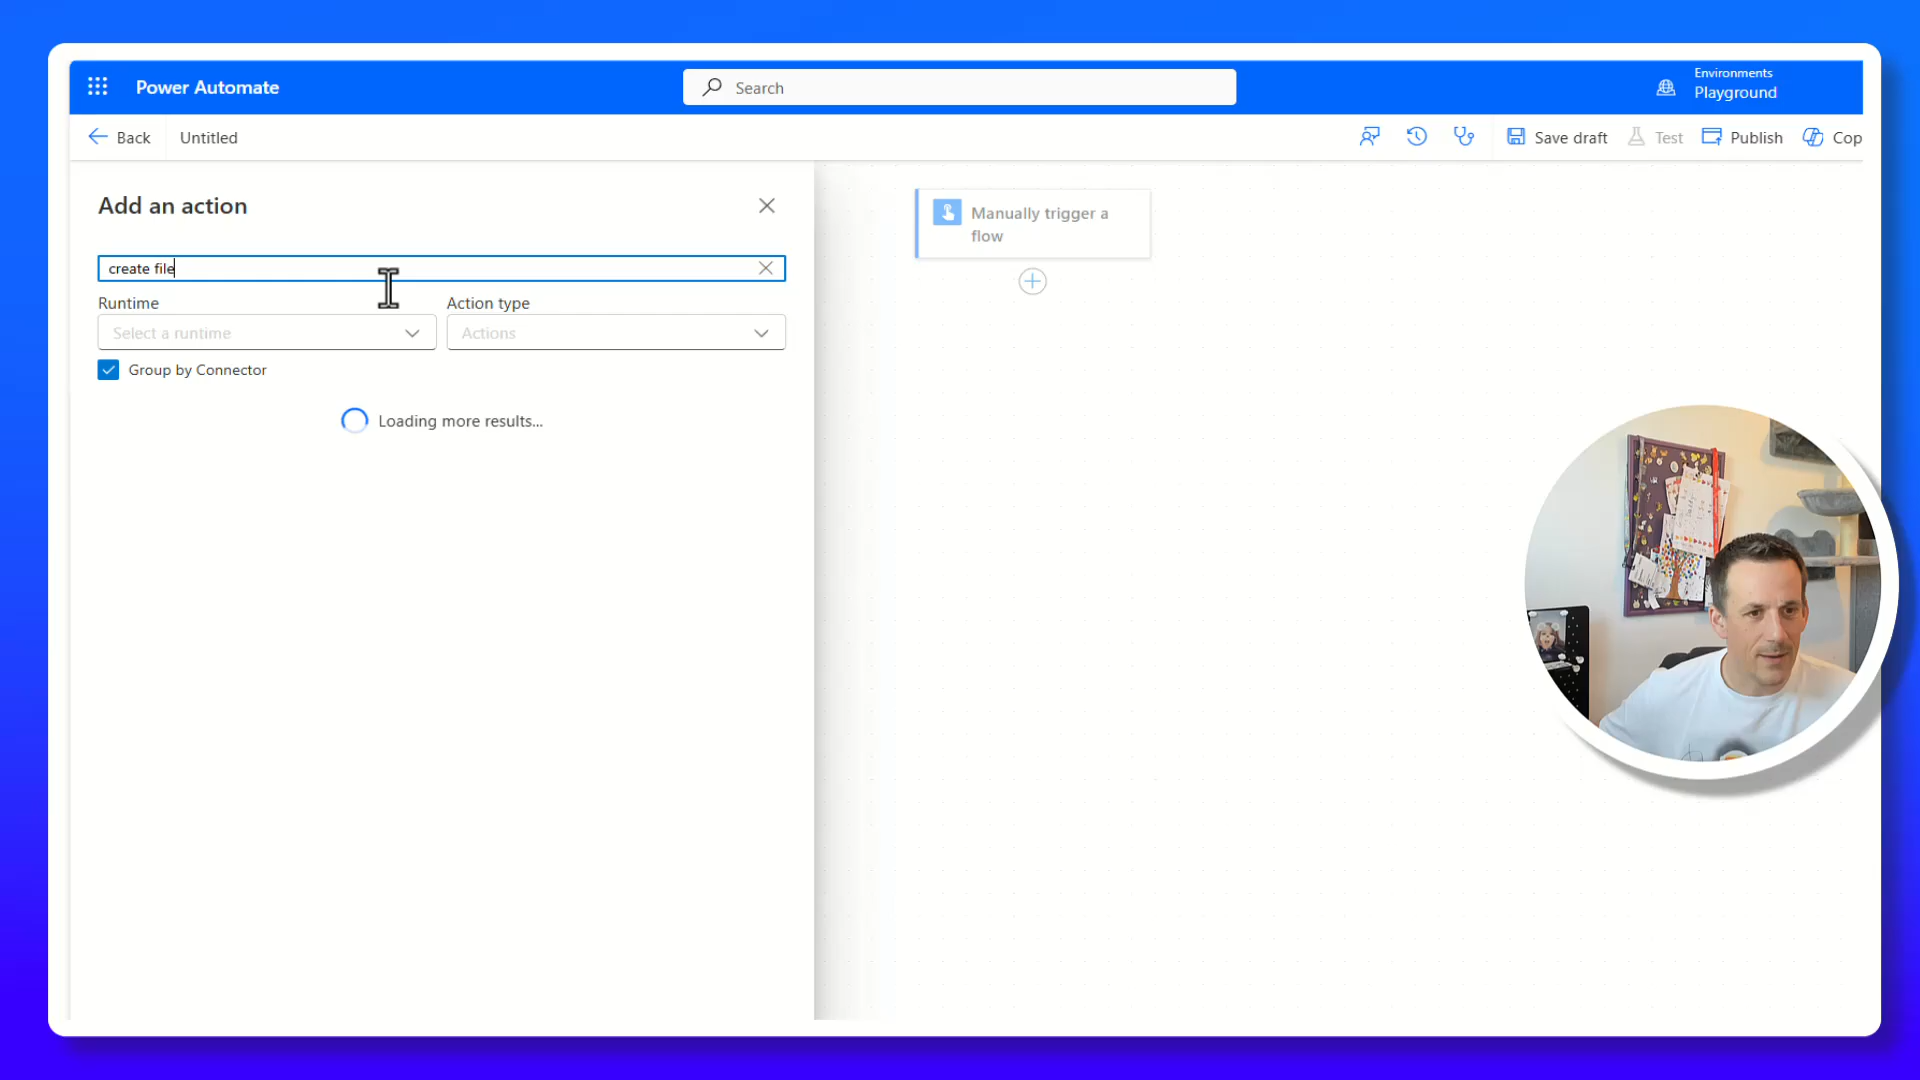 Power Automate
Search
Environments
Playground
Back
Untitled
Save draft
Test
Publish
Cop
Add an action
create file
Runtime
Action type
Select a runtime
Actions
Group by Connector
Loading more results...
Manually trigger a
flow